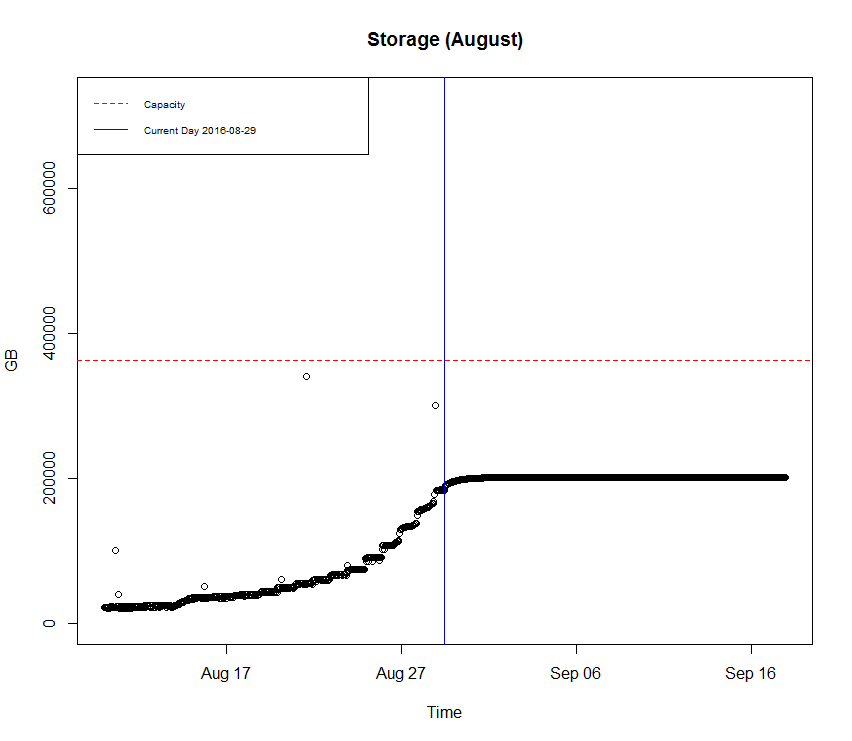 Storage (August)
Capacity
Current Day 2016-08-29
600000
400000
200000
0
GB
Aug 17
Aug 27
Sep 06
Sep 16
Time